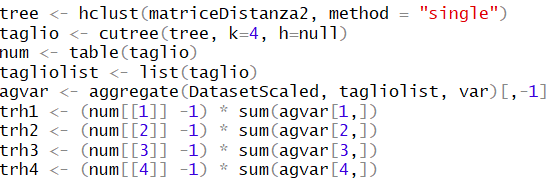 tree <- hclust(matriceDistanza2, method = "single")
taglio <- cutree(tree, k=4, h=null)
num <- table(taglio)
tagliolist <- list(taglio)
agvar <- aggregate(DatasetScaled, tagliolist, var)[,-1]
trh1 <- (num[[1]] -1) * sum(agvar[1,])
trh2 <- (num[[2]] -1) * sum(agvar[2,])
trh3 <- (num[[3]] -1) * sum(agvar[3,])
trh4 <- (num[[4]] -1) * sum(agvar[4,])